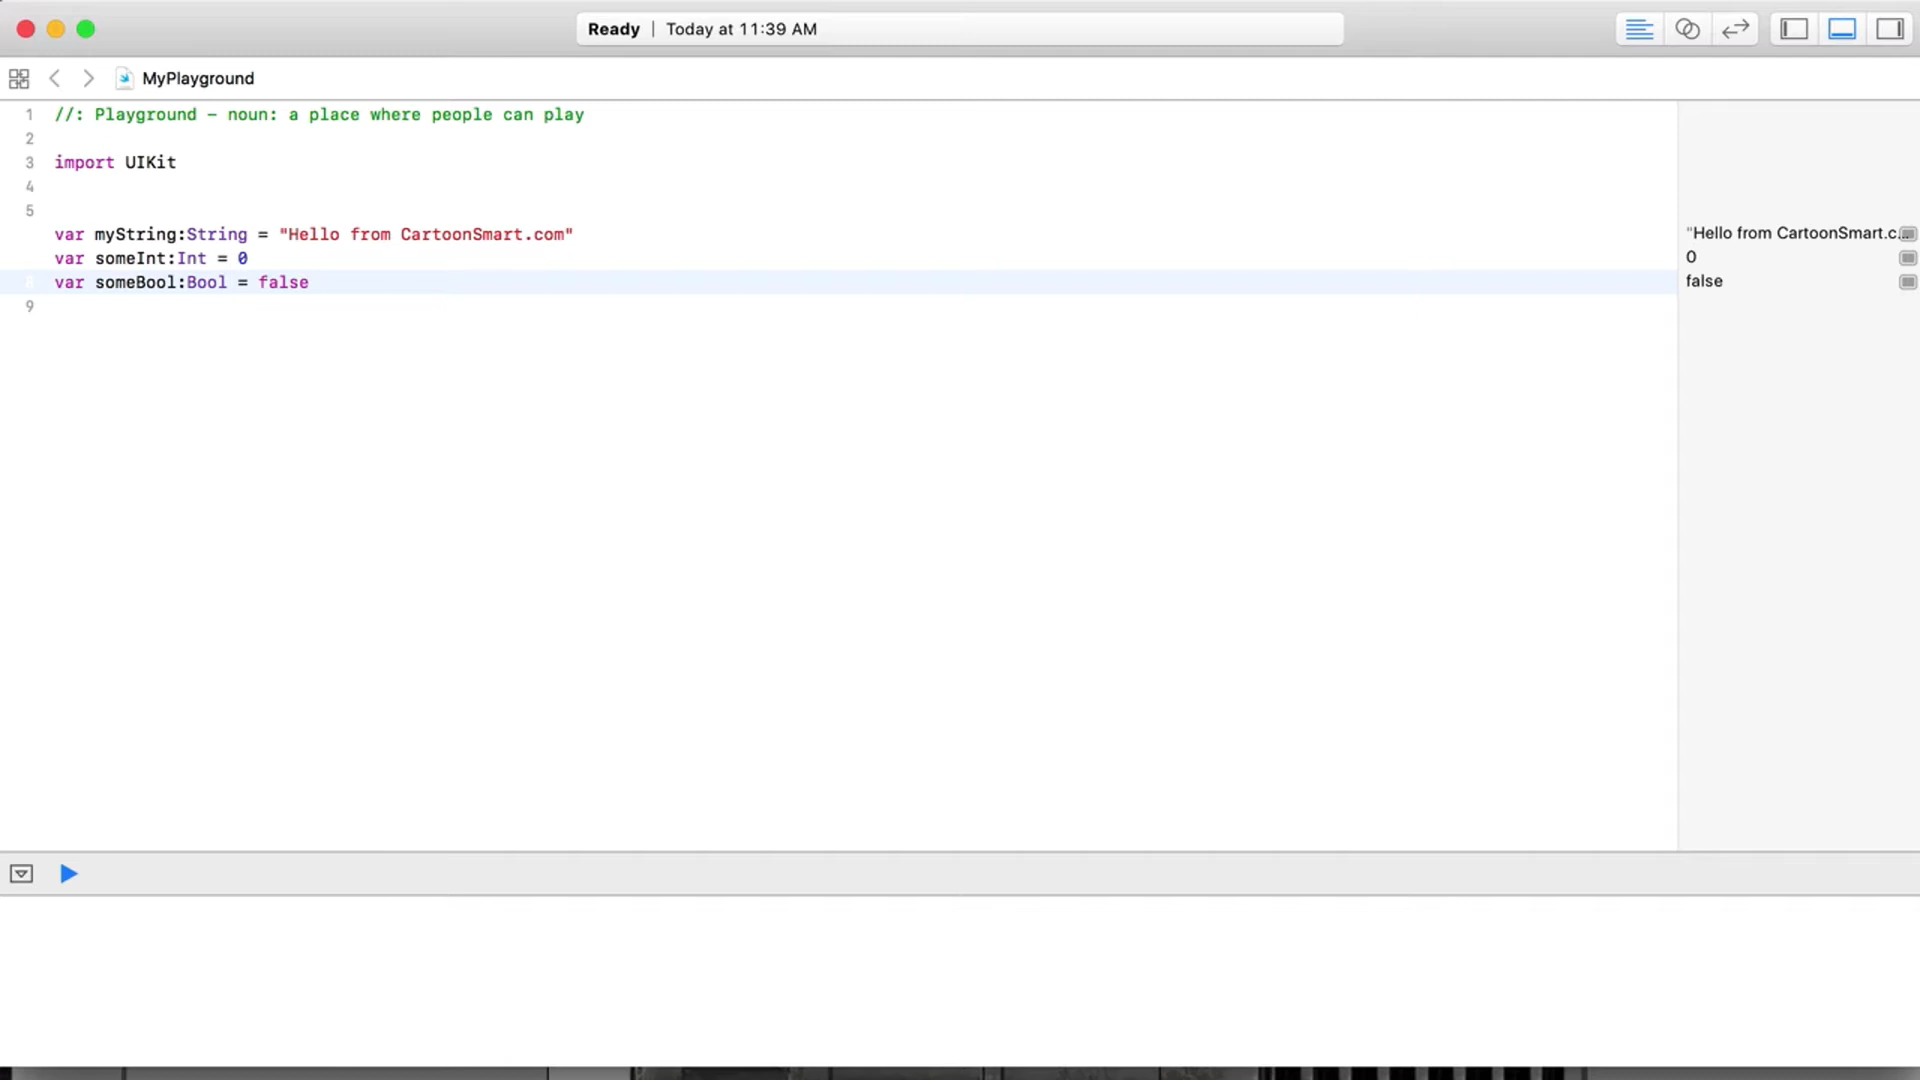 Ready | Today at 11:39 AM
MyPlayground
1 //: Playground – noun: a place where people can play
2
3 import UIKit
4
5
var myString:String = "Hello from CartoonSmart.com" "Hello from CartoonSmart.c...
var someInt:Int = 0 0
8 var someBool:Bool = false false
9